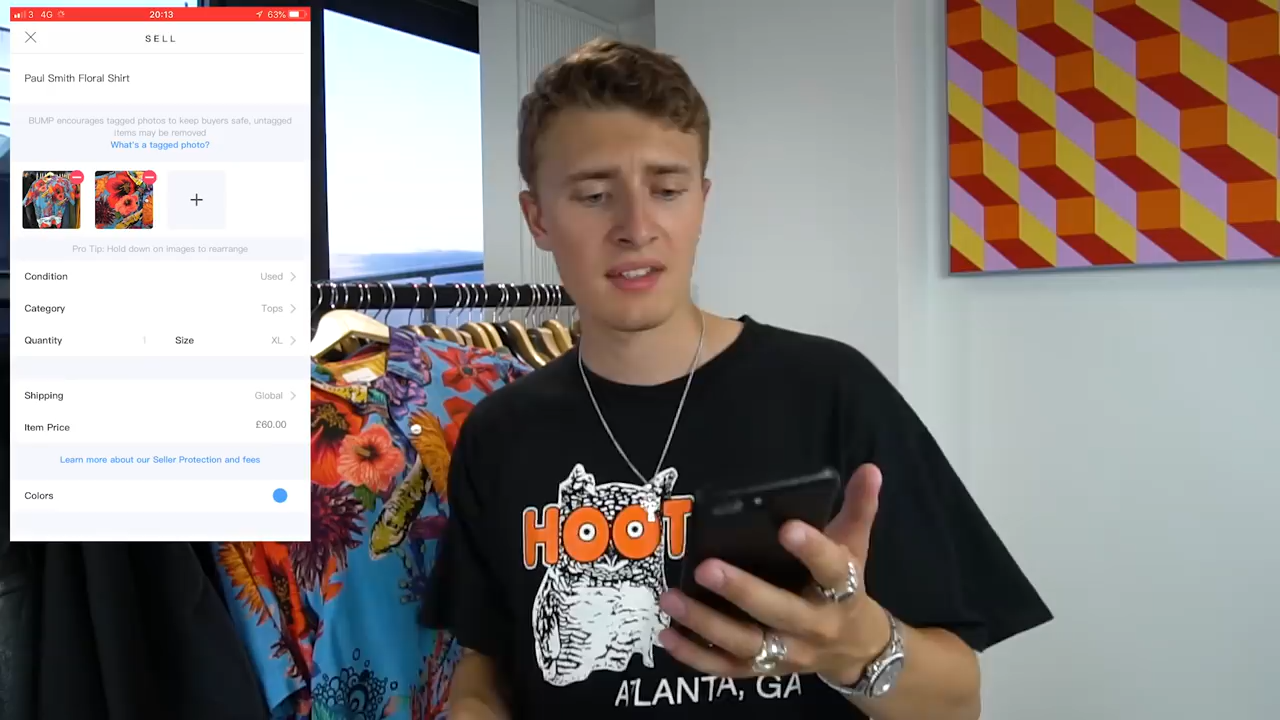 3 4G 20:13 63%
SELL
Paul Smith Floral Shirt
BUMP encourages tagged photos to keep buyers safe, untagged
items may be removed
What's a tagged photo?
Pro Tip: Hold down on images to rearrange
Condition Used
Category Tops
Quantity 1 Size XL
Shipping Global
Item Price £60.00
Learn more about our Seller Protection and fees
Colors
HOOT
ATLANTA, GA